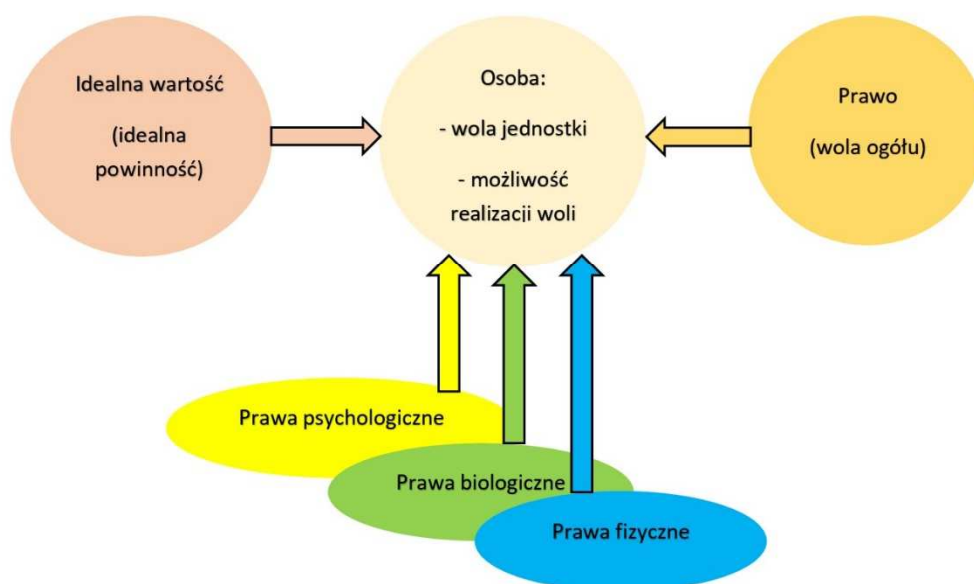 Idealna wartość
(idealna
powinność)
Osoba:
- wola jednostki
- możliwość
realizacji woli
Prawo
(wola ogółu)
Prawa psychologiczne
Prawa biologiczne
Prawa fizyczne